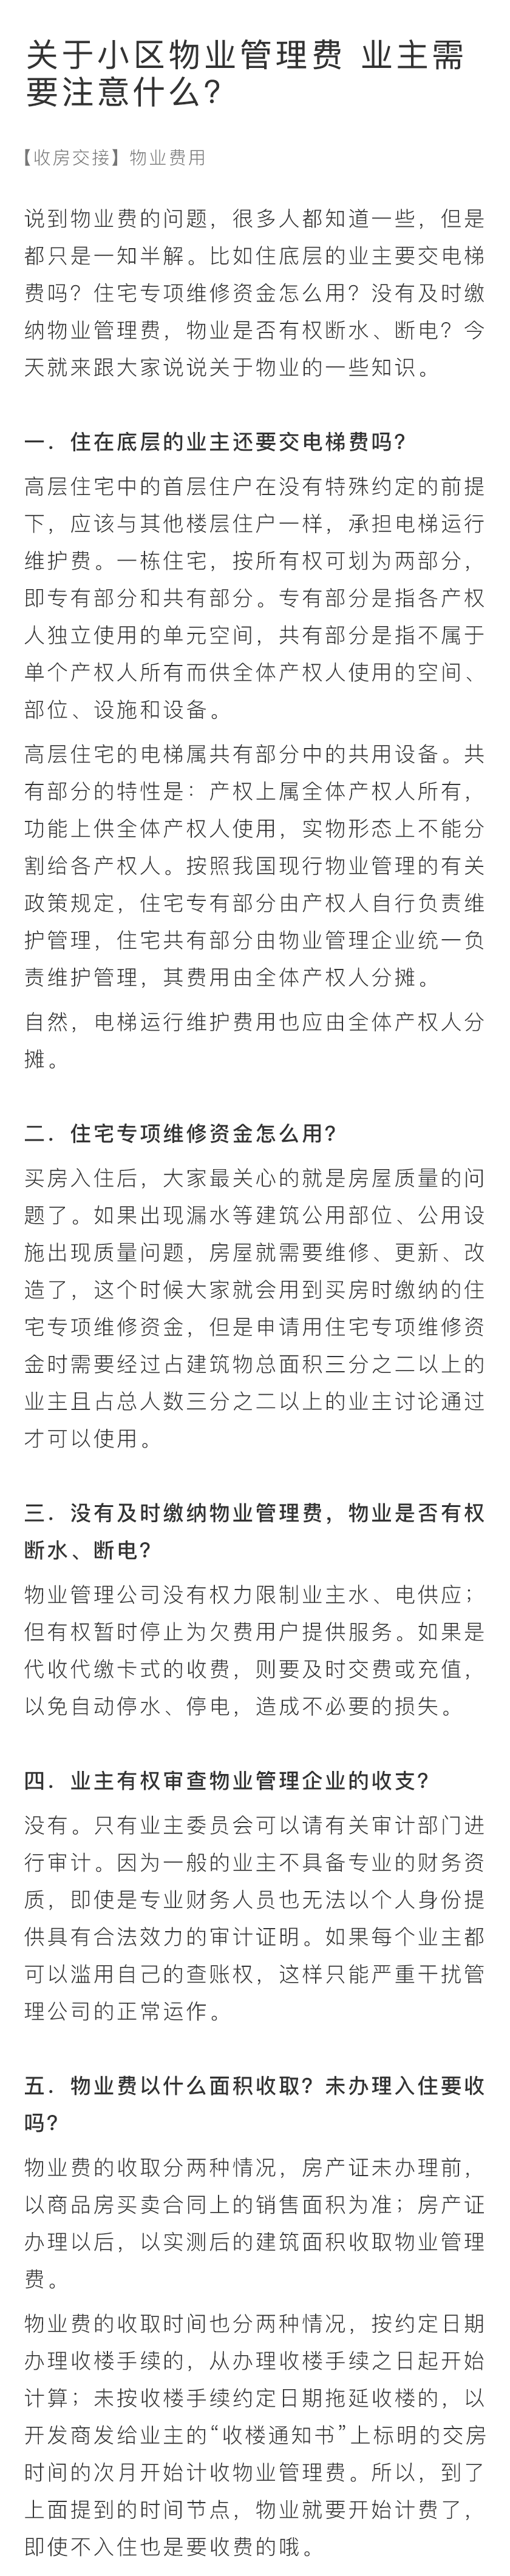 关于小区物业管理费 业主需
要注意什么?
【收房交接】物业费用
说到物业费的问题，很多人都知道一些，但是
都只是一知半解。比如住底层的业主要交电梯
费吗？住宅专项维修资金怎么用？没有及时缴
纳物业管理费，物业是否有权断水、断电？今
天就来跟大家说说关于物业的一些知识。
一．住在底层的业主还要交电梯费吗?
高层住宅中的首层住户在没有特殊约定的前提
下，应该与其他楼层住户一样，承担电梯运行
维护费。一栋住宅，按所有权可划为两部分，
即专有部分和共有部分。专有部分是指各产权
人独立使用的单元空间，共有部分是指不属于
单个产权人所有而供全体产权人使用的空间、
部位、设施和设备。
高层住宅的电梯属共有部分中的共用设备。共
有部分的特性是：产权上属全体产权人所有，
功能上供全体产权人使用，实物形态上不能分
割给各产权人。按照我国现行物业管理的有关
政策规定，住宅专有部分由产权人自行负责维
护管理，住宅共有部分由物业管理企业统一负
责维护管理，其费用由全体产权人分摊。
自然，电梯运行维护费用也应由全体产权人分
摊。
二．住宅专项维修资金怎么用?
买房入住后，大家最关心的就是房屋质量的问
题了。如果出现漏水等建筑公用部位、公用设
施出现质量问题，房屋就需要维修、更新、改
造了，这个时候大家就会用到买房时缴纳的住
宅专项维修资金，但是申请用住宅专项维修资
金时需要经过占建筑物总面积三分之二以上的
业主且占总人数三分之二以上的业主讨论通过
才可以使用。
三．没有及时缴纳物业管理费，物业是否有权
断水、断电?
物业管理公司没有权力限制业主水、电供应；
但有权暂时停止为欠费用户提供服务。如果是
代收代缴卡式的收费，则要及时交费或充值，
以免自动停水、停电，造成不必要的损失。
四．业主有权审查物业管理企业的收支?
没有。只有业主委员会可以请有关审计部门进
行审计。因为一般的业主不具备专业的财务资
质，即使是专业财务人员也无法以个人身份提
供具有合法效力的审计证明。如果每个业主都
可以滥用自己的查账权，这样只能严重干扰管
理公司的正常运作。
五．物业费以什么面积收取？未办理入住要收
吗?
物业费的收取分两种情况，房产证未办理前，
以商品房买卖合同上的销售面积为准；房产证
办理以后，以实测后的建筑面积收取物业管理
费。
物业费的收取时间也分两种情况，按约定日期
办理收楼手续的，从办理收楼手续之日起开始
计算；未按收楼手续约定日期拖延收楼的，以
开发商发给业主的“收楼通知书”上标明的交房
时间的次月开始计收物业管理费。所以，到了
上面提到的时间节点，物业就要开始计费了，
即使不入住也是要收费的哦。